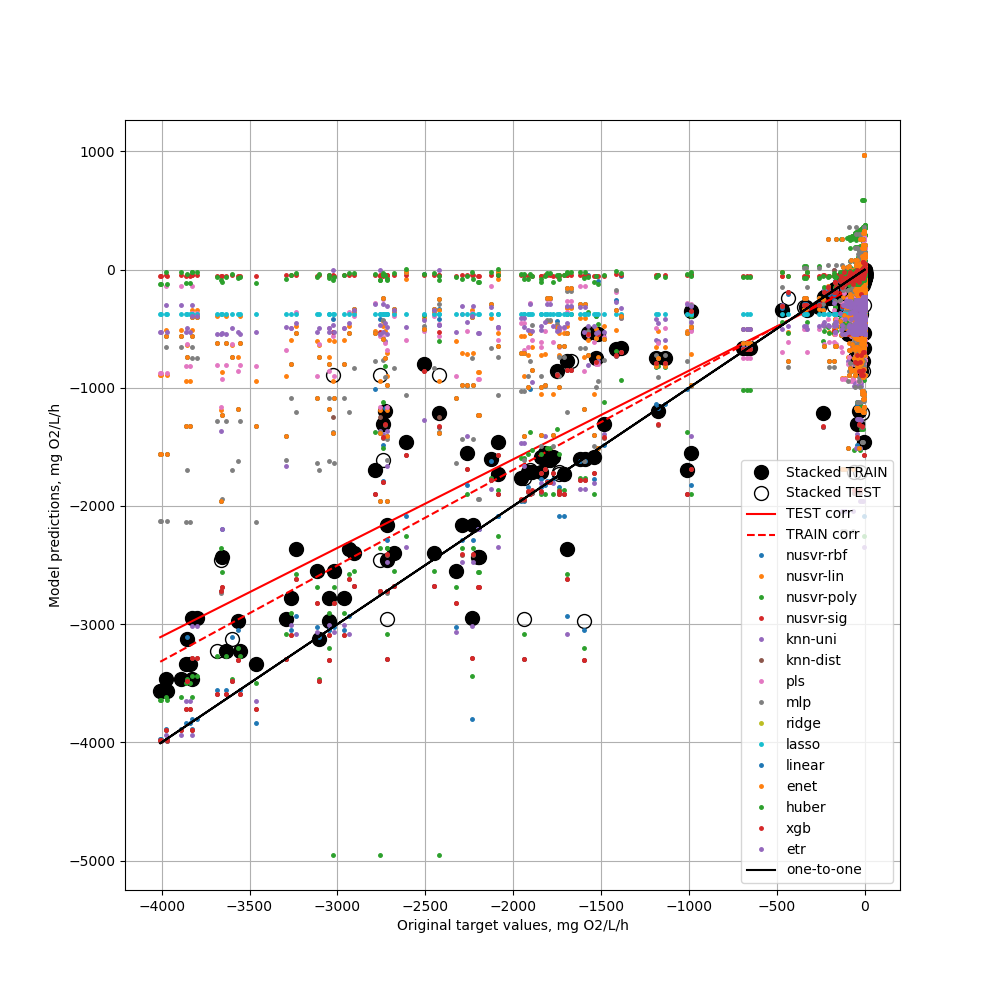 1000
0
−1000
−2000
−3000
−4000
−5000
Model predictions, mg O2/L/h
−4000 −3500 −3000 −2500 −2000 −1500 −1000 −500 0
Original target values, mg O2/L/h
Stacked TRAIN
Stacked TEST
TEST corr
TRAIN corr
nusvr-rbf
nusvr-lin
nusvr-poly
nusvr-sig
knn-uni
knn-dist
pls
mlp
ridge
lasso
linear
enet
huber
xgb
etr
one-to-one